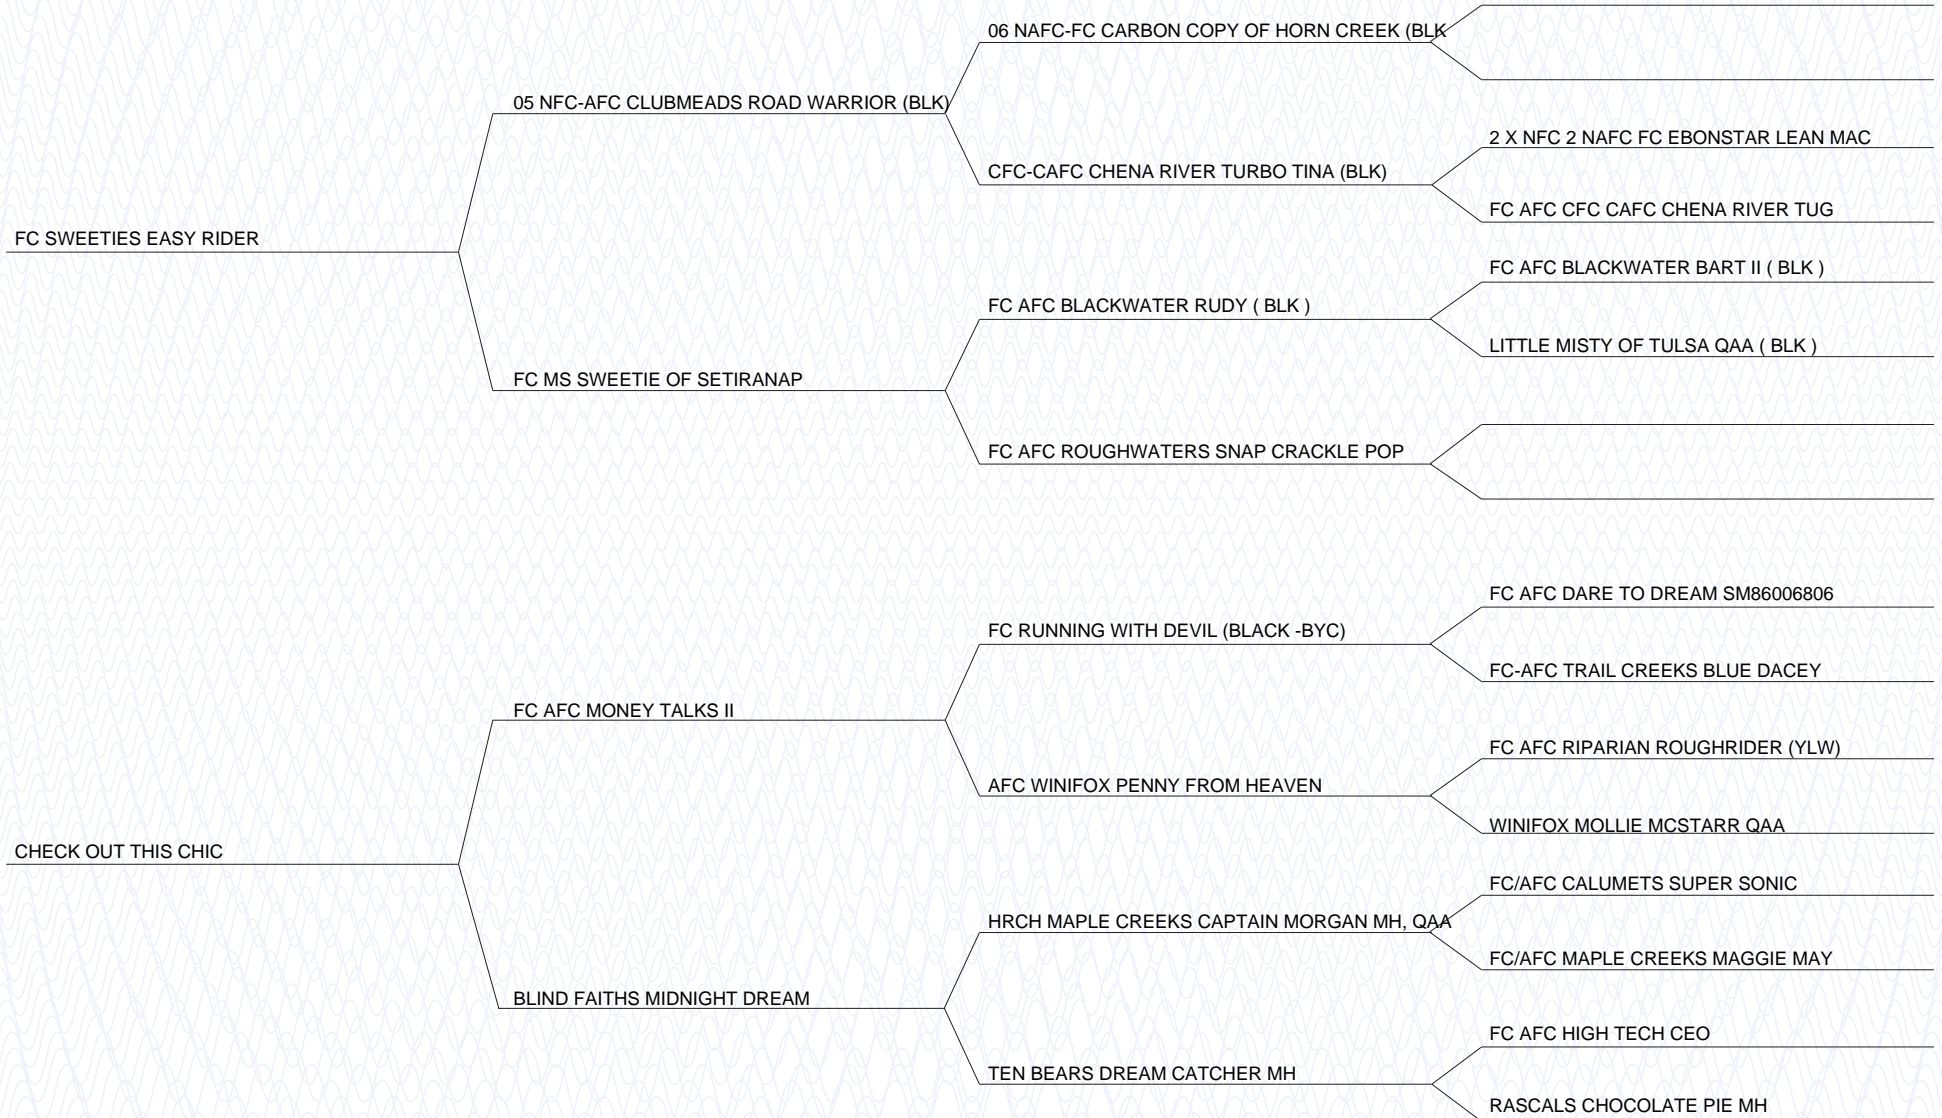 06 NAFC-FC CARBON COPY OF HORN CREEK (BLK
05 NFC-AFC CLUBMEADS ROAD WARRIOR (BLK)
2 X NFC 2 NAFC FC EBONSTAR LEAN MAC
CFC-CAFC CHENA RIVER TURBO TINA (BLK)
FC AFC CFC CAFC CHENA RIVER TUG
FC SWEETIES EASY RIDER
FC AFC BLACKWATER BART II ( BLK )
FC AFC BLACKWATER RUDY ( BLK )
LITTLE MISTY OF TULSA QAA ( BLK )
FC MS SWEETIE OF SETIRANAP
FC AFC ROUGHWATERS SNAP CRACKLE POP
FC AFC DARE TO DREAM SM86006806
FC RUNNING WITH DEVIL (BLACK -BYC)
FC-AFC TRAIL CREEKS BLUE DACEY
FC AFC MONEY TALKS II
FC AFC RIPARIAN ROUGHRIDER (YLW)
AFC WINIFOX PENNY FROM HEAVEN
WINIFOX MOLLIE MCSTARR QAA
CHECK OUT THIS CHIC
FC/AFC CALUMETS SUPER SONIC
HRCH MAPLE CREEKS CAPTAIN MORGAN MH, QAA
FC/AFC MAPLE CREEKS MAGGIE MAY
BLIND FAITHS MIDNIGHT DREAM
FC AFC HIGH TECH CEO
TEN BEARS DREAM CATCHER MH
RASCALS CHOCOLATE PIE MH